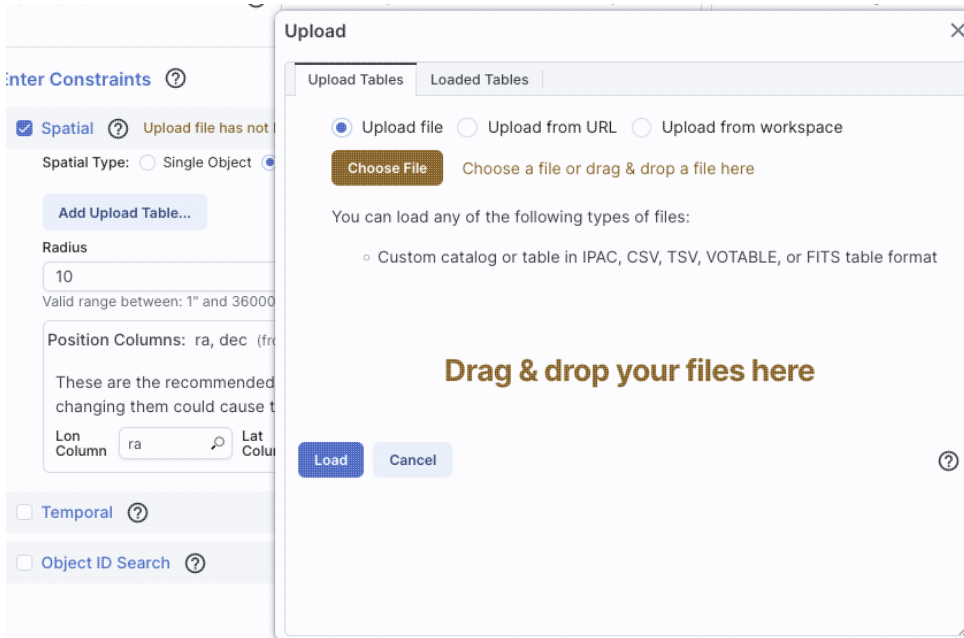 Upload
Upload Tables
Loaded Tables
Enter Constraints
Upload file
Upload from URL
Upload from workspace
Spatial
Upload file has not
Choose File
Choose a file or drag & drop a file here
Spatial Type:
Single Object
You can load any of the following types of files:
Add Upload Table...
Custom catalog or table in IPAC, CSV, TSV, VOTABLE, or FITS table format
Radius
10
Valid range between: 1" and 36000
Position Columns: ra, dec
Drag & drop your files here
These are the recommended
changing them could cause
Lon
Column
ra
Lat
Load
Cancel
Temporal
Object ID Search